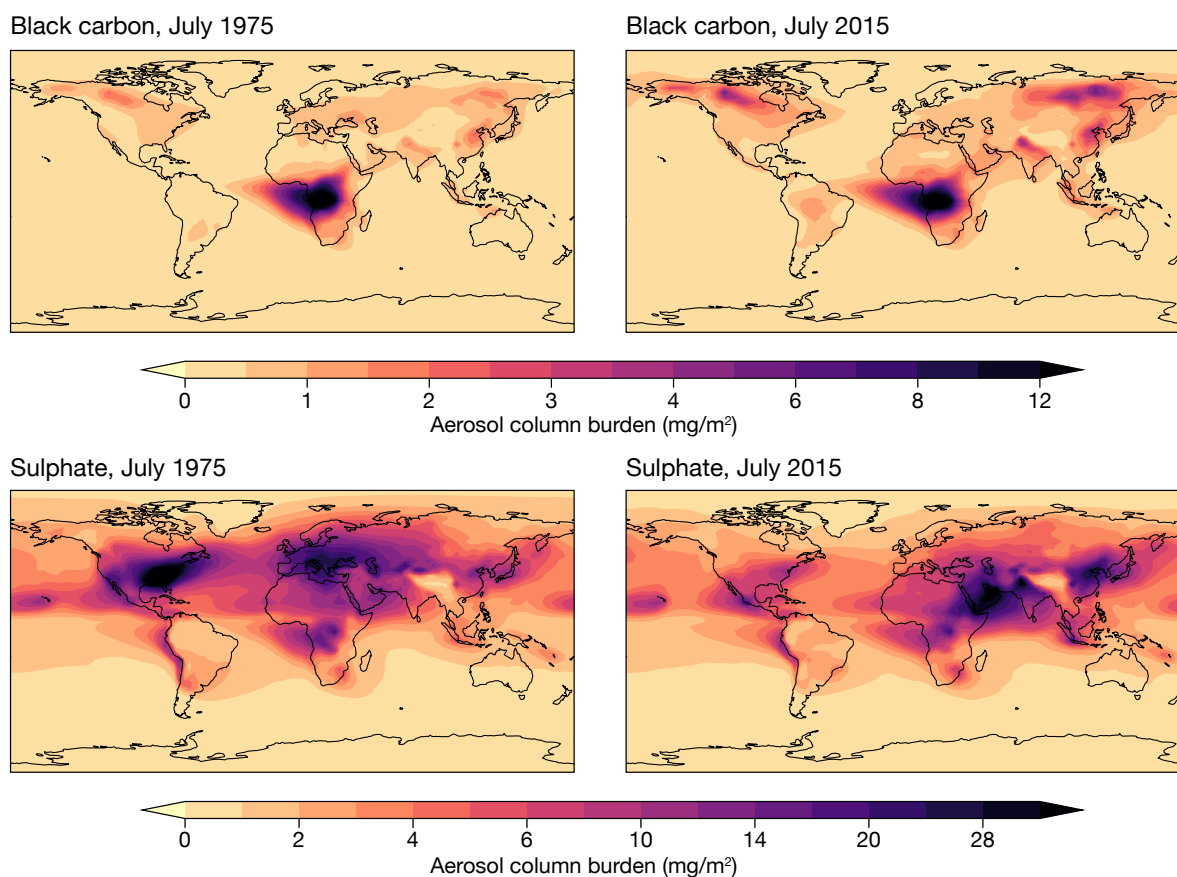 Black carbon, July 1975
Black carbon, July 2015
0 1 2 3 4 6 8 12
Aerosol column burden (mg/m²)
Sulphate, July 1975
Sulphate, July 2015
0 2 4 6 10 14 20 28
Aerosol column burden (mg/m²)